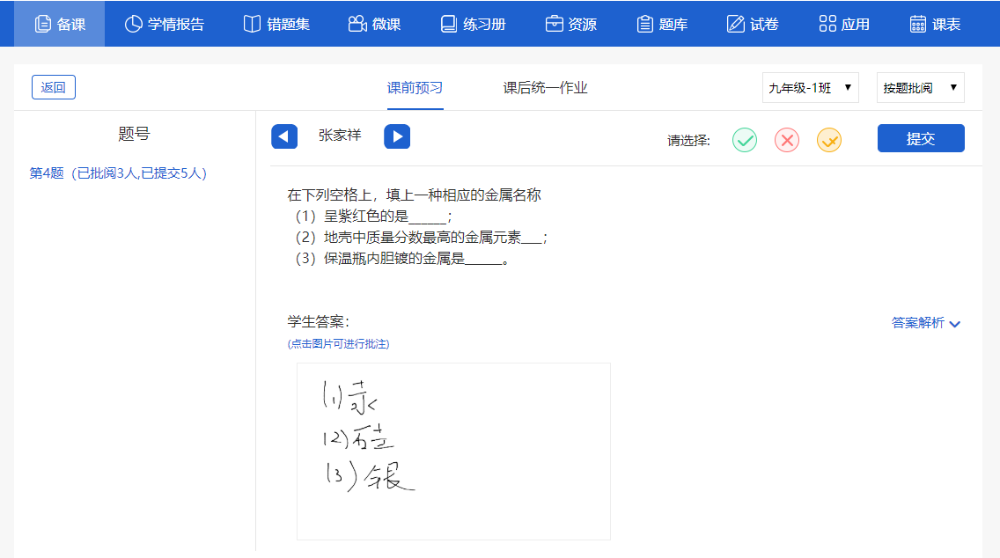 备课 学情报告 错题集 微课 练习册 资源 题库 试卷 应用 课表
返回 课前预习 课后统一作业 九年级-1班 ▼ 按题批阅 ▼
题号
第4题（已批阅3人,已提交5人）
张家祥 请选择: 提交
在下列空格上，填上一种相应的金属名称
（1）呈紫红色的是______；
（2）地壳中质量分数最高的金属元素___；
（3）保温瓶内胆镀的金属是______。
学生答案：
答案解析
(点击图片可进行批注)
(1)
(2)硅
(3)银